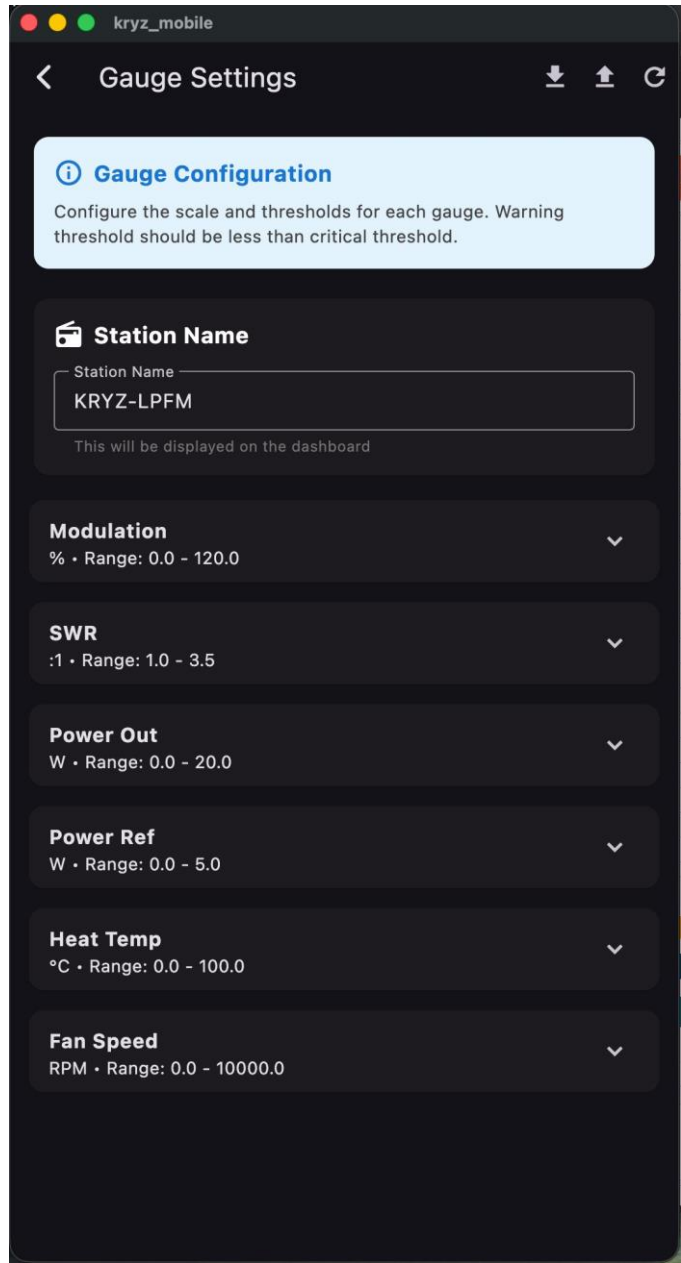 kryz_mobile
Gauge Settings
Gauge Configuration
Configure the scale and thresholds for each gauge. Warning
threshold should be less than critical threshold.
Station Name
Station Name
KRYZ-LPFM
This will be displayed on the dashboard
Modulation
% • Range: 0.0 - 120.0
SWR
:1 • Range: 1.0 - 3.5
Power Out
W • Range: 0.0 - 20.0
Power Ref
W • Range: 0.0 - 5.0
Heat Temp
°C • Range: 0.0 - 100.0
Fan Speed
RPM • Range: 0.0 - 10000.0